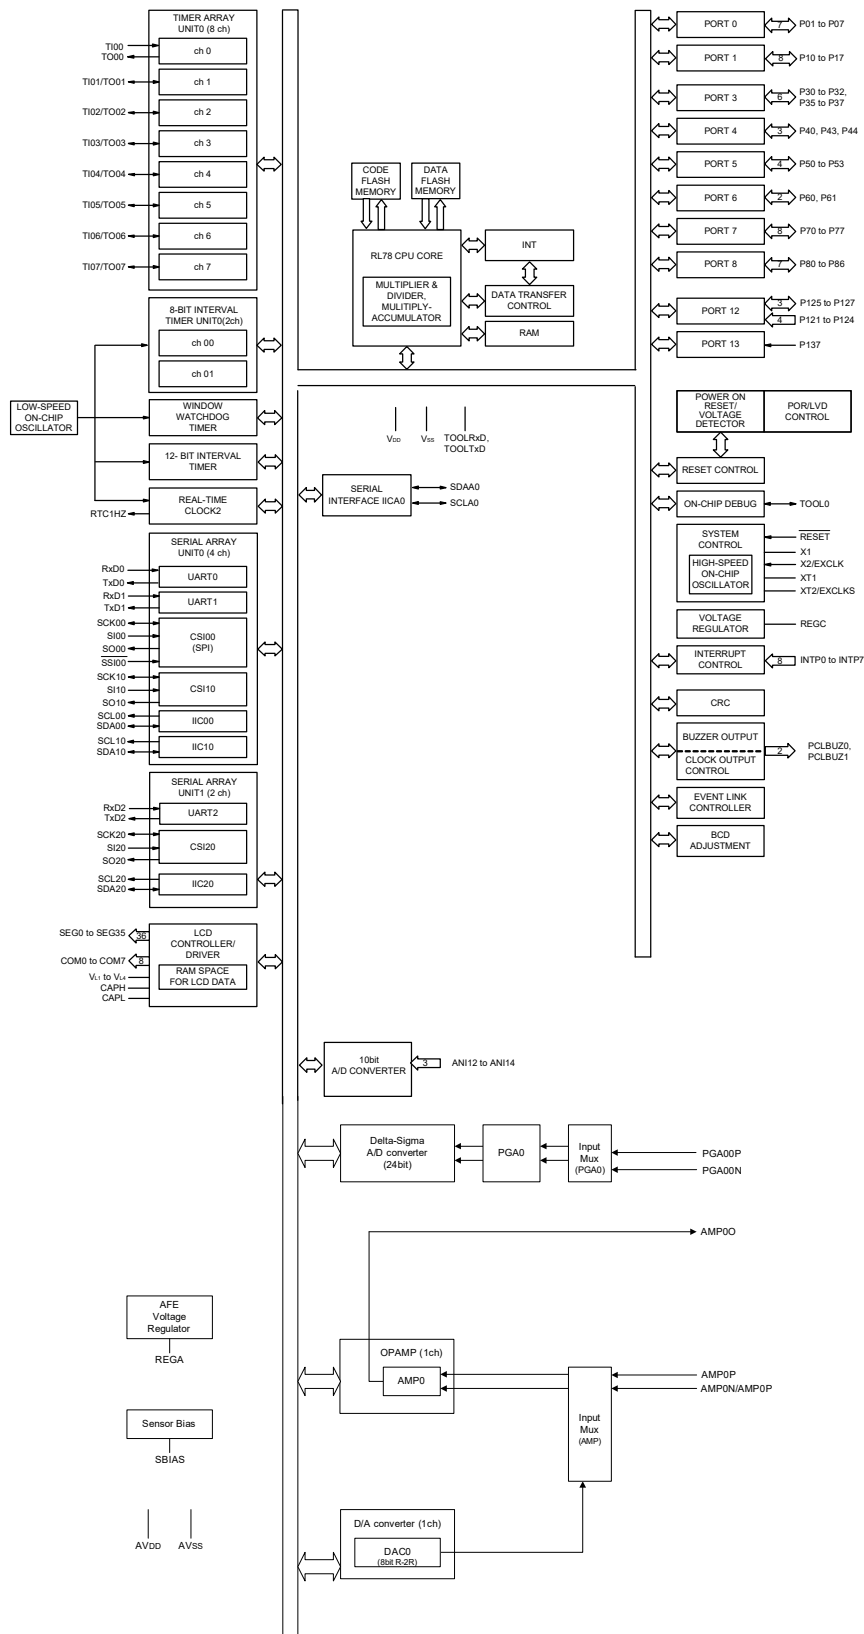 TIMER ARRAY
UNIT0 (8 ch)
TI00
TO00
ch 0
TI01/TO01
ch 1
TI02/TO02
ch 2
TI03/TO03
ch 3
TI04/TO04
ch 4
TI05/TO05
ch 5
TI06/TO06
ch 6
TI07/TO07
ch 7
8-BIT INTERVAL
TIMER UNIT0(2ch)
ch 00
ch 01
LOW-SPEED
ON-CHIP
OSCILLATOR
WINDOW
WATCHDOG
TIMER
12- BIT INTERVAL
TIMER
REAL-TIME
CLOCK2
RTC1HZ
SERIAL ARRAY
UNIT0 (4 ch)
RxD0
TxD0
UART0
RxD1
TxD1
UART1
SCK00
SI00
SO00
SSI00
CSI00
(SPI)
SCK10
SI10
SO10
CSI10
SCL00
SDA00
IIC00
SCL10
SDA10
IIC10
SERIAL ARRAY
UNIT1 (2 ch)
RxD2
TxD2
UART2
SCK20
SI20
SO20
CSI20
SCL20
SDA20
IIC20
SEG0 to SEG35
36
COM0 to COM7
8
VL1 to VL4
CAPH
CAPL
LCD
CONTROLLER/
DRIVER
RAM SPACE
FOR LCD DATA
CODE
FLASH
MEMORY
DATA
FLASH
MEMORY
RL78 CPU CORE
MULTIPLIER &
DIVIDER,
MULITIPLY-
ACCUMULATOR
INT
DATA TRANSFER
CONTROL
RAM
VDD
VSS
TOOLRxD,
TOOLTxD
SERIAL
INTERFACE IICA0
SDAA0
SCLA0
PORT 0
7
P01 to P07
PORT 1
8
P10 to P17
PORT 3
6
P30 to P32,
P35 to P37
PORT 4
3
P40, P43, P44
PORT 5
4
P50 to P53
PORT 6
2
P60, P61
PORT 7
8
P70 to P77
PORT 8
7
P80 to P86
PORT 12
3
P125 to P127
4
P121 to P124
PORT 13
P137
POWER ON
RESET/
VOLTAGE
DETECTOR
POR/LVD
CONTROL
RESET CONTROL
ON-CHIP DEBUG
TOOL0
SYSTEM
CONTROL
HIGH-SPEED
ON-CHIP
OSCILLATOR
RESET
X1
X2/EXCLK
XT1
XT2/EXCLKS
VOLTAGE
REGULATOR
REGC
INTERRUPT
CONTROL
8
INTP0 to INTP7
CRC
BUZZER OUTPUT
CLOCK OUTPUT
CONTROL
2
PCLBUZ0,
PCLBUZ1
EVENT LINK
CONTROLLER
BCD
ADJUSTMENT
10bit
A/D CONVERTER
3
ANI12 to ANI14
Delta-Sigma
A/D converter
(24bit)
PGA0
Input
Mux
(PGA0)
PGA00P
PGA00N
AMP0O
AFE
Voltage
Regulator
REGA
OPAMP (1ch)
AMP0
AMP0P
AMP0N/AMP0P
Input
Mux
(AMP)
Sensor Bias
SBIAS
AVDD
AVSS
D/A converter (1ch)
DAC0
(8bit R-2R)